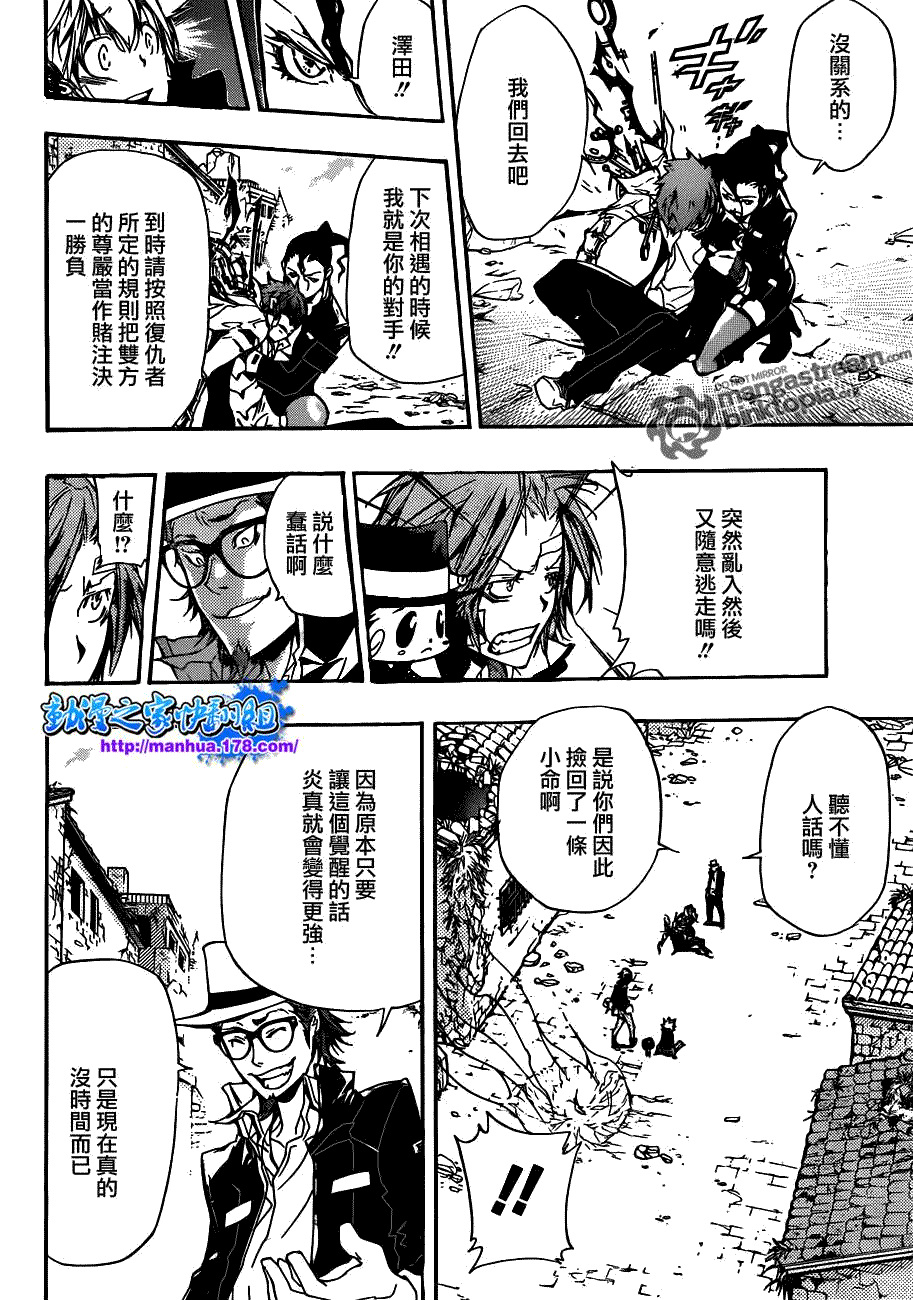 沒關系的…
我們回去吧
澤田!!
下次相遇的時候
我就是你的對手!!
到時請按照復仇者
所定的規則把雙方
的尊嚴當作賭注決
一勝負
DO NOT MIRROR
mangastream.com
binktopia.org
突然亂入然後
又隨意逃走嗎!!
説什麼
蠢話啊
什麼!?
聽不懂
人話嗎?
是説你們因此
撿回了一條
小命啊
!!
動漫之家快翻組
http://manhua.178.com/
因為原本只要
讓這個覺醒的話
炎真就會變得更強…
只是現在真的
沒時間而已